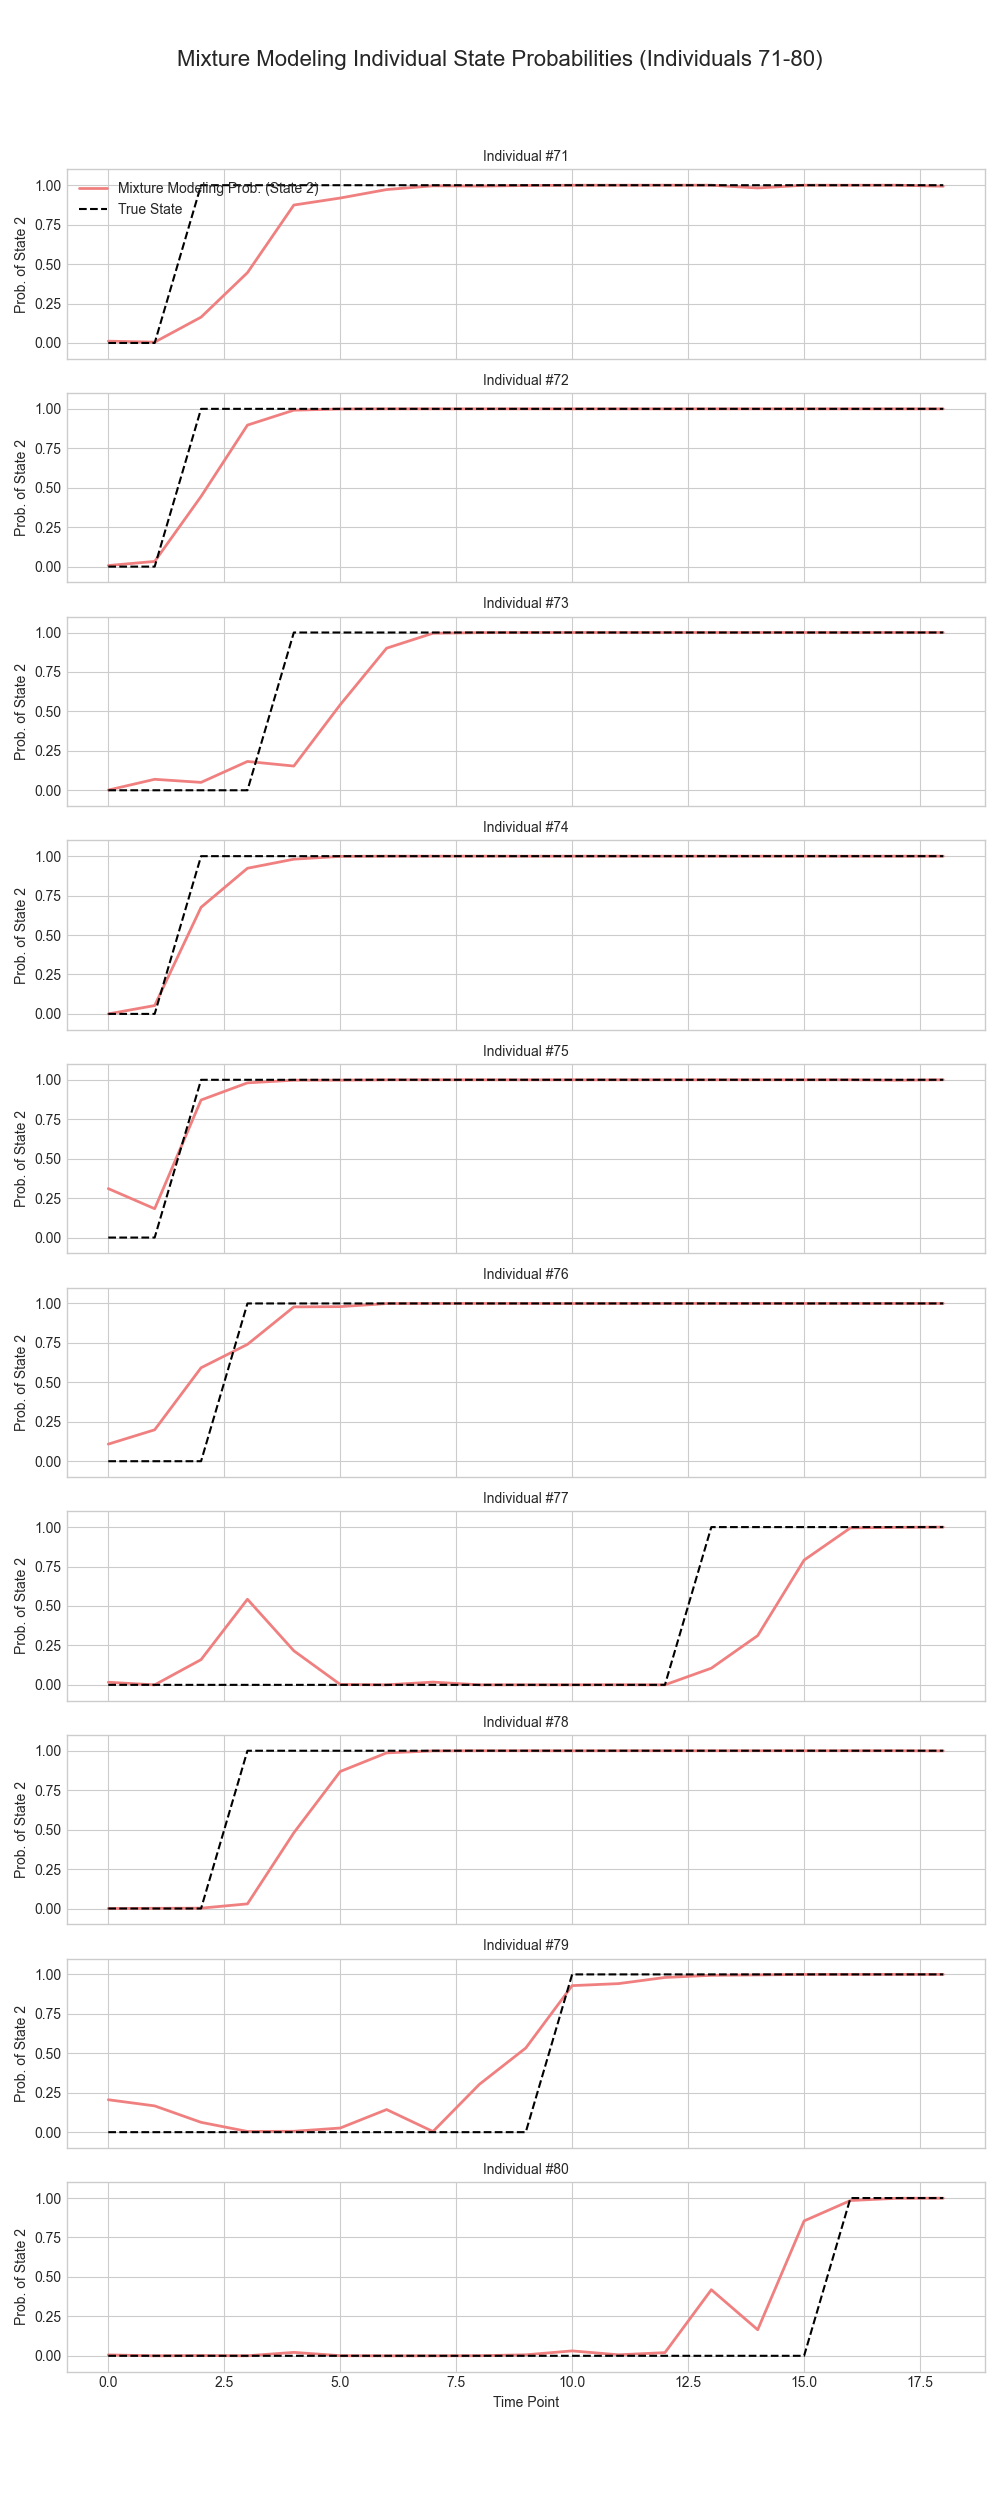 Mixture Modeling Individual State Probabilities (Individuals 71-80)
Individual #71
Mixture Modeling Prob. (State 2)
True State
Prob. of State 2
1.00
0.75
0.50
0.25
0.00
Individual #72
Prob. of State 2
1.00
0.75
0.50
0.25
0.00
Individual #73
Prob. of State 2
1.00
0.75
0.50
0.25
0.00
Individual #74
Prob. of State 2
1.00
0.75
0.50
0.25
0.00
Individual #75
Prob. of State 2
1.00
0.75
0.50
0.25
0.00
Individual #76
Prob. of State 2
1.00
0.75
0.50
0.25
0.00
Individual #77
Prob. of State 2
1.00
0.75
0.50
0.25
0.00
Individual #78
Prob. of State 2
1.00
0.75
0.50
0.25
0.00
Individual #79
Prob. of State 2
1.00
0.75
0.50
0.25
0.00
Individual #80
Prob. of State 2
1.00
0.75
0.50
0.25
0.00
0.0 2.5 5.0 7.5 10.0 12.5 15.0 17.5
Time Point